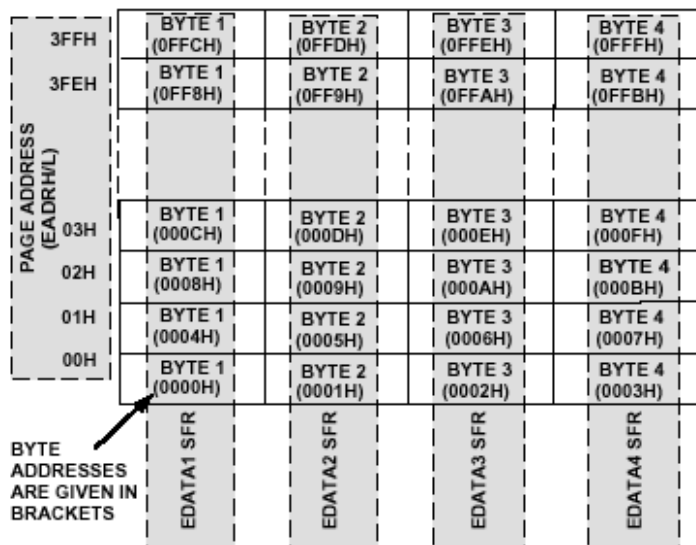 3FFH
BYTE 1 BYTE 2 BYTE 3 BYTE 4
(0FFCH) (0FFDH) (0FFEH) (0FFFH)
3FEH
BYTE 1 BYTE 2 BYTE 3 BYTE 4
(0FF8H) (0FF9H) (0FFAH) (0FFBH)
PAGE ADDRESS
(EADRH/L)
03H
BYTE 1 BYTE 2 BYTE 3 BYTE 4
(000CH) (000DH) (000EH) (000FH)
02H
BYTE 1 BYTE 2 BYTE 3 BYTE 4
(0008H) (0009H) (000AH) (000BH)
01H
BYTE 1 BYTE 2 BYTE 3 BYTE 4
(0004H) (0005H) (0006H) (0007H)
00H
BYTE 1 BYTE 2 BYTE 3 BYTE 4
(0000H) (0001H) (0002H) (0003H)
BYTE
ADDRESSES
ARE GIVEN IN
BRACKETS
EDATA1 SFR
EDATA2 SFR
EDATA3 SFR
EDATA4 SFR